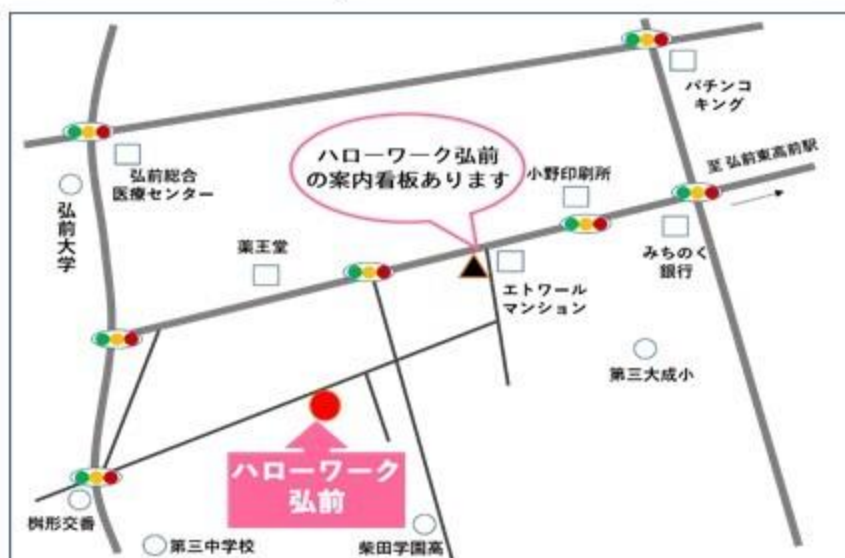 パチンコ
キング
至 弘前東高前駅
ハローワーク弘前
の案内看板あります
小野印刷所
弘前総合
医療センター
弘前大学
薬王堂
みちのく
銀行
エトワール
マンション
第三大成小
ハローワーク
弘前
桝形交番
第三中学校
柴田学園高